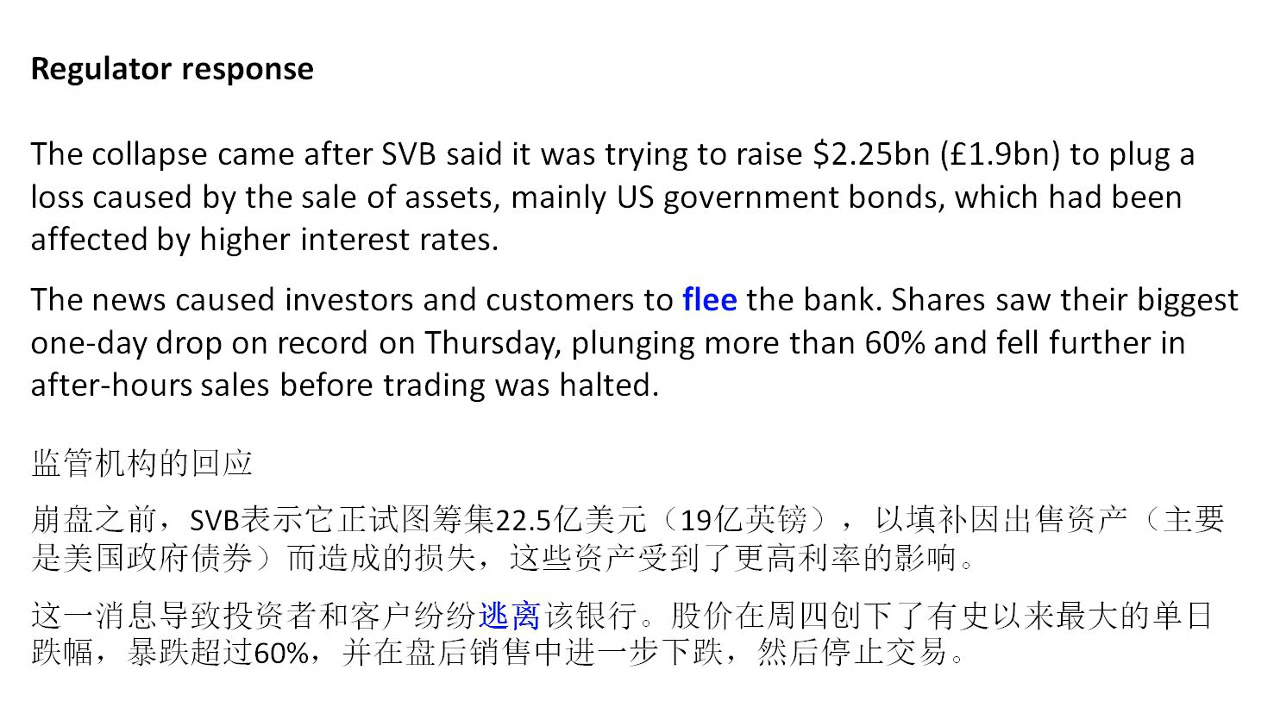 Regulator response
The collapse came after SVB said it was trying to raise $2.25bn (£1.9bn) to plug a
loss caused by the sale of assets, mainly US government bonds, which had been
affected by higher interest rates.
The news caused investors and customers to flee the bank. Shares saw their biggest
one-day drop on record on Thursday, plunging more than 60% and fell further in
after-hours sales before trading was halted.
监管机构的回应
崩盘之前，SVB表示它正试图筹集22.5亿美元（19亿英镑），以填补因出售资产（主要
是美国政府债券）而造成的损失，这些资产受到了更高利率的影响。
这一消息导致投资者和客户纷纷逃离该银行。股价在周四创下了有史以来最大的单日
跌幅，暴跌超过60%，并在盘后销售中进一步下跌，然后停止交易。